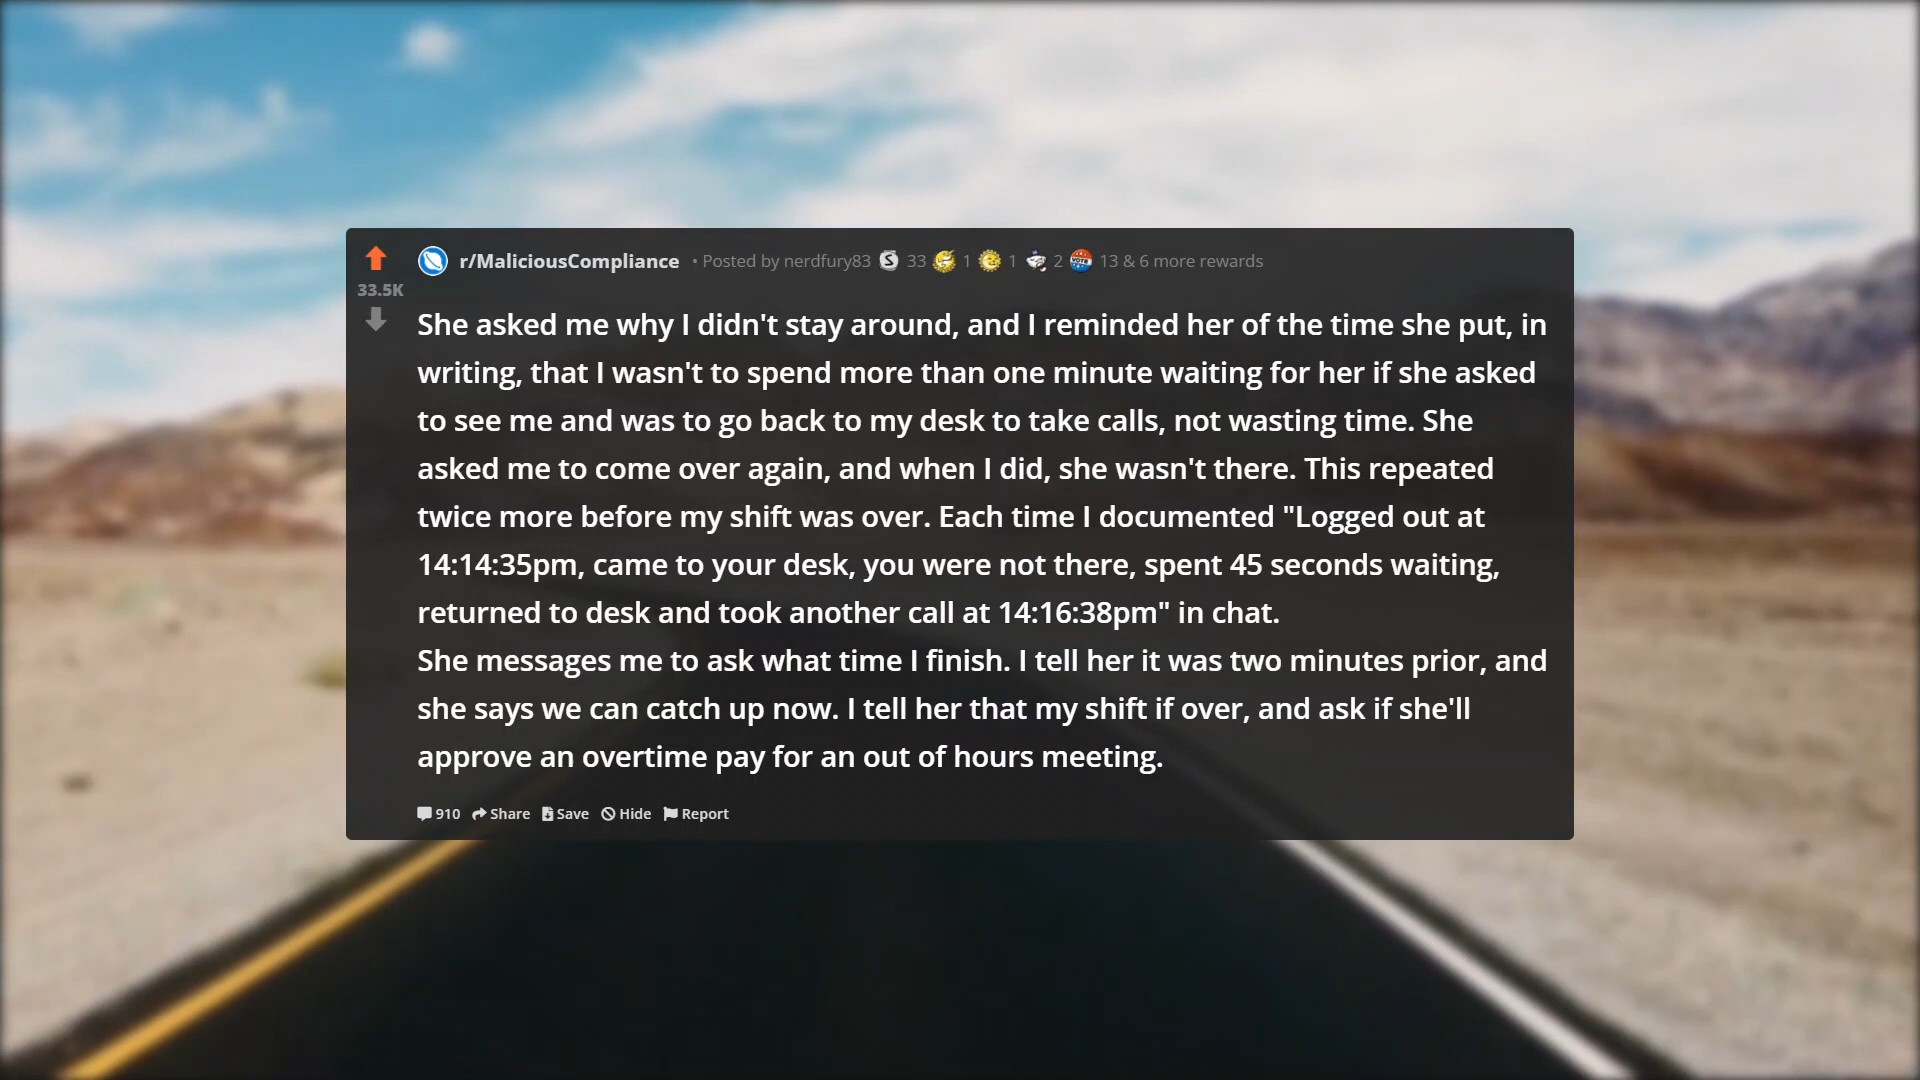 r/MaliciousCompliance • Posted by nerdfury83 S 33 1 1 2 VOTE 13 & 6 more rewards
33.5K
She asked me why I didn't stay around, and I reminded her of the time she put, in
writing, that I wasn't to spend more than one minute waiting for her if she asked
to see me and was to go back to my desk to take calls, not wasting time. She
asked me to come over again, and when I did, she wasn't there. This repeated
twice more before my shift was over. Each time I documented "Logged out at
14:14:35pm, came to your desk, you were not there, spent 45 seconds waiting,
returned to desk and took another call at 14:16:38pm" in chat.
She messages me to ask what time I finish. I tell her it was two minutes prior, and
she says we can catch up now. I tell her that my shift if over, and ask if she'll
approve an overtime pay for an out of hours meeting.
910 Share Save Hide Report